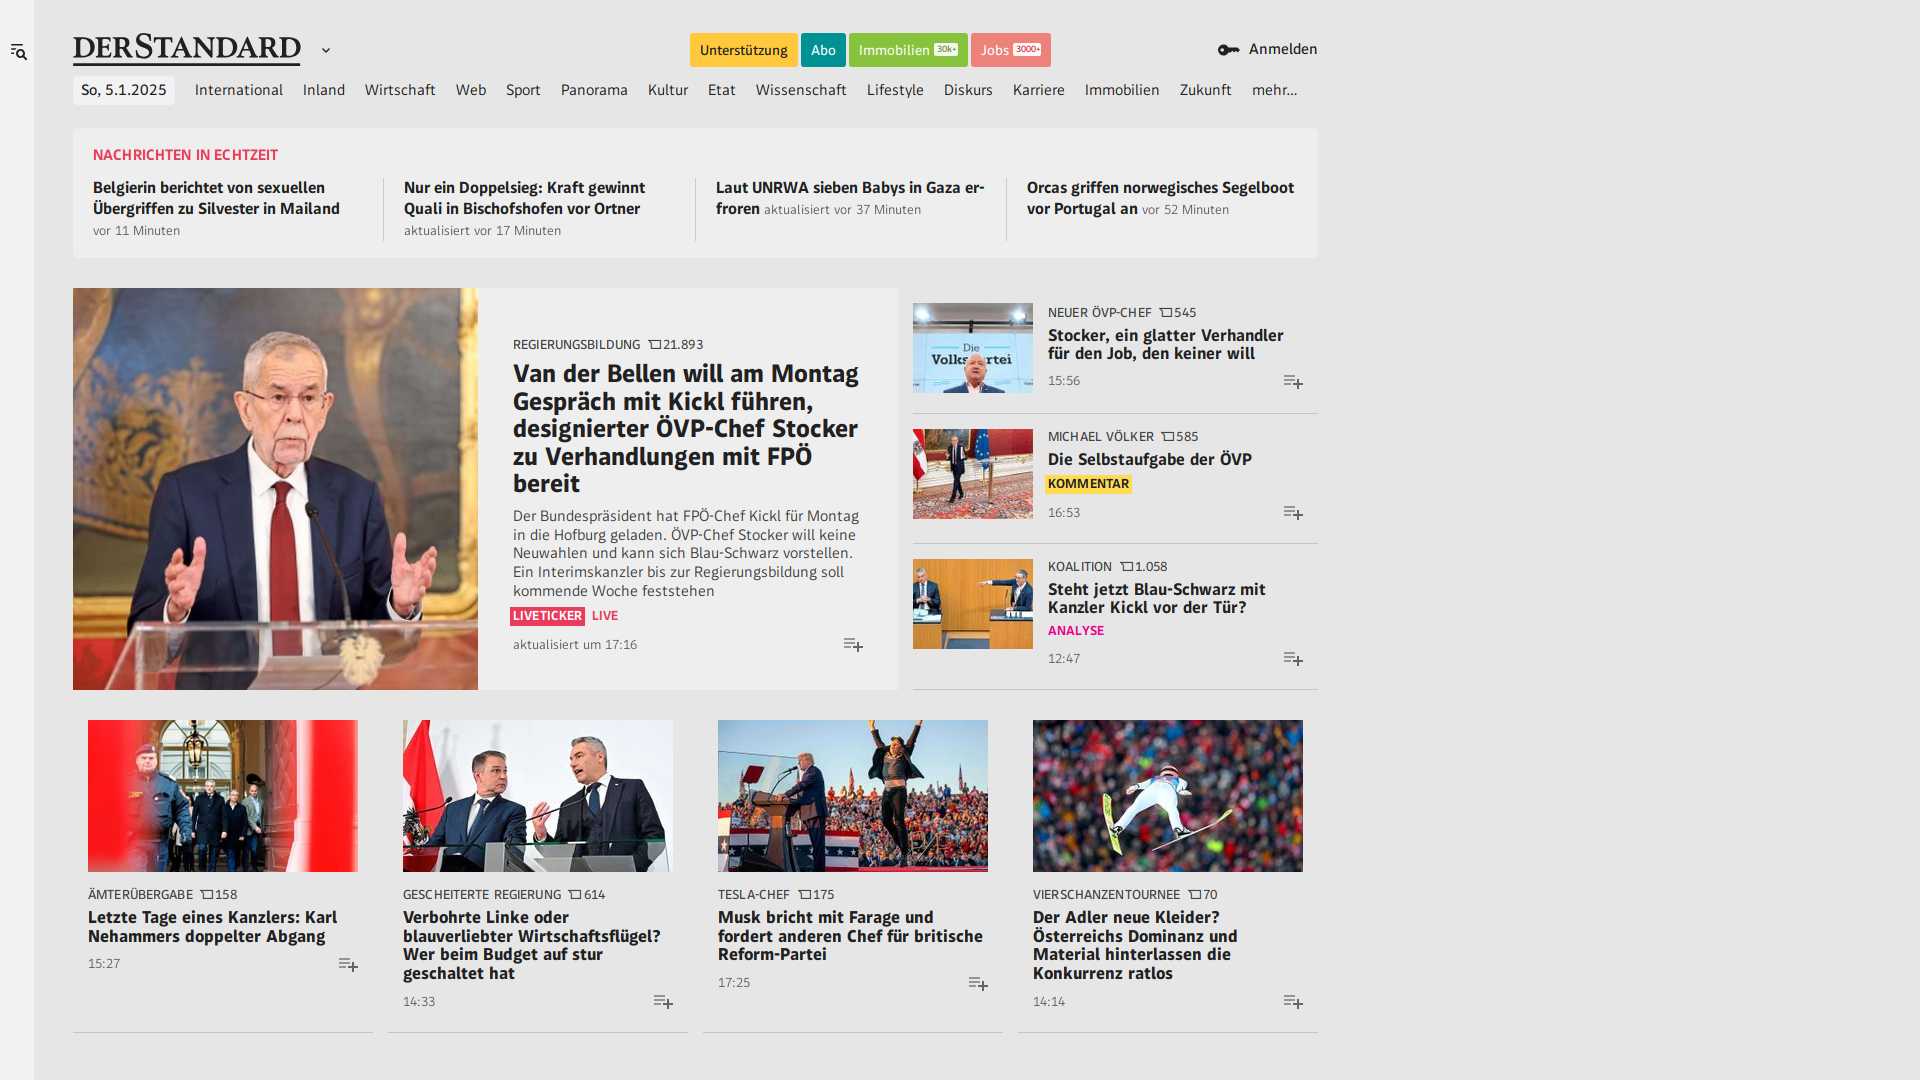 DERSTANDARD
Unterstützung
Abo
Immobilien 30k+
Jobs 3000+
Anmelden
So, 5.1.2025
International
Inland
Wirtschaft
Web
Sport
Panorama
Kultur
Etat
Wissenschaft
Lifestyle
Diskurs
Karriere
Immobilien
Zukunft
mehr…
NACHRICHTEN IN ECHTZEIT
Belgierin berichtet von sexuellen
Übergriffen zu Silvester in Mailand
vor 11 Minuten
Nur ein Doppelsieg: Kraft gewinnt
Quali in Bischofshofen vor Ortner
aktualisiert vor 17 Minuten
Laut UNRWA sieben Babys in Gaza er-
froren aktualisiert vor 37 Minuten
Orcas griffen norwegisches Segelboot
vor Portugal an vor 52 Minuten
REGIERUNGSBILDUNG 21.893
Van der Bellen will am Montag
Gespräch mit Kickl führen,
designierter ÖVP-Chef Stocker
zu Verhandlungen mit FPÖ
bereit
Der Bundespräsident hat FPÖ-Chef Kickl für Montag
in die Hofburg geladen. ÖVP-Chef Stocker will keine
Neuwahlen und kann sich Blau-Schwarz vorstellen.
Ein Interimskanzler bis zur Regierungsbildung soll
kommende Woche feststehen
LIVETICKER LIVE
aktualisiert um 17:16
Die
NEUER ÖVP-CHEF 545
Stocker, ein glatter Verhandler
für den Job, den keiner will
15:56
MICHAEL VÖLKER 585
Die Selbstaufgabe der ÖVP
KOMMENTAR
16:53
KOALITION 1.058
Steht jetzt Blau-Schwarz mit
Kanzler Kickl vor der Tür?
ANALYSE
12:47
ÄMTERÜBERGABE 158
Letzte Tage eines Kanzlers: Karl
Nehammers doppelter Abgang
15:27
GESCHEITERTE REGIERUNG 614
Verbohrte Linke oder
blauverliebter Wirtschaftsflügel?
Wer beim Budget auf stur
geschaltet hat
14:33
TESLA-CHEF 175
Musk bricht mit Farage und
fordert anderen Chef für britische
Reform-Partei
17:25
VIERSCHANZENTOURNEE 70
Der Adler neue Kleider?
Österreichs Dominanz und
Material hinterlassen die
Konkurrenz ratlos
14:14